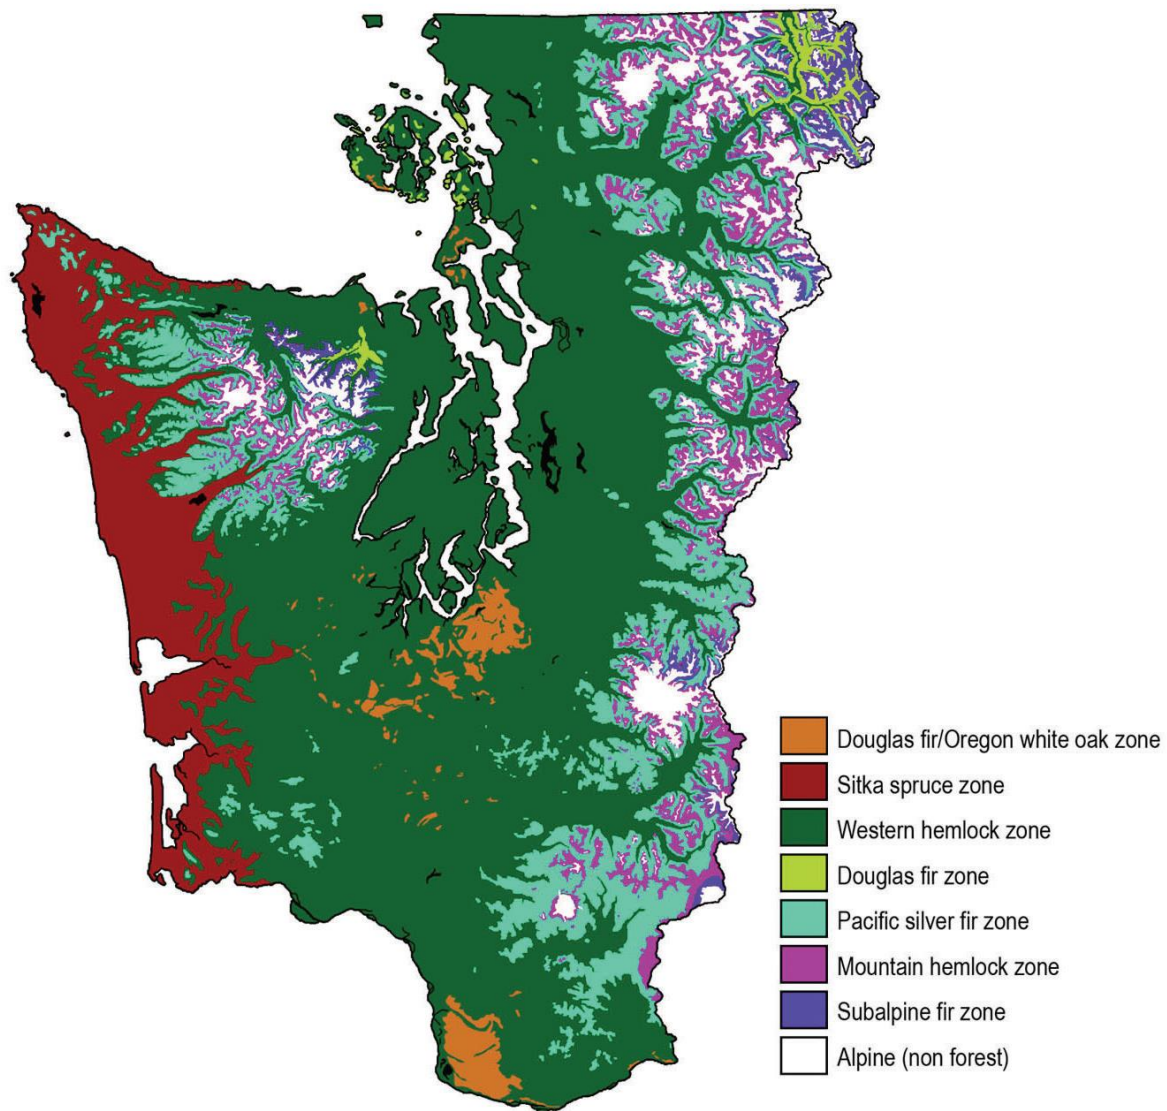 Douglas fir/Oregon white oak zone
Sitka spruce zone
Western hemlock zone
Douglas fir zone
Pacific silver fir zone
Mountain hemlock zone
Subalpine fir zone
Alpine (non forest)